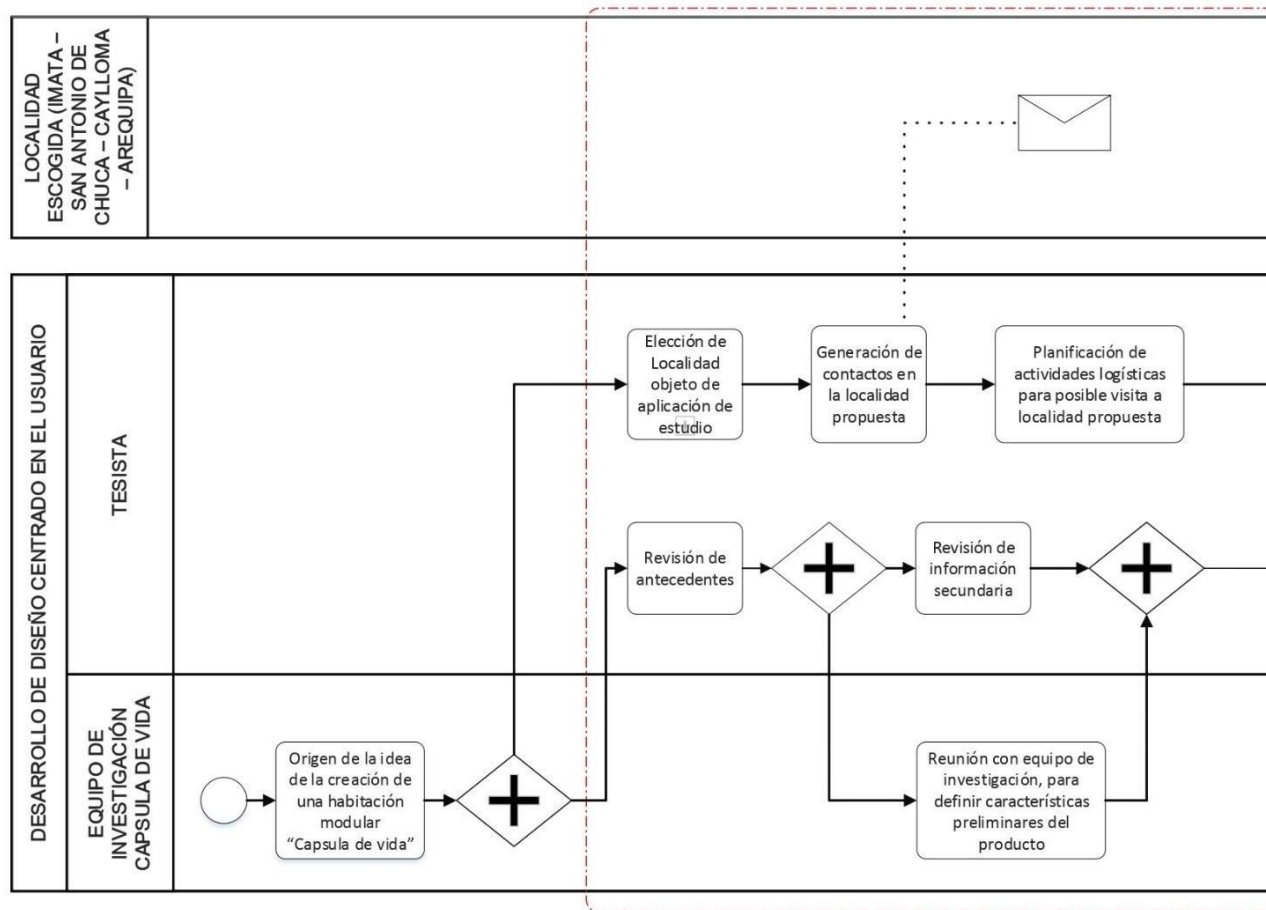 LOCALIDAD
ESCOGIDA (IMATA –
SAN ANTONIO DE
CHUCA – CAYLLOMA
– AREQUIPA)
DESARROLLO DE DISEÑO CENTRADO EN EL USUARIO
TESISTA
Elección de
Localidad
objeto de
aplicación de
estudio
Generación de
contactos en
la localidad
propuesta
Planificación de
actividades logísticas
para posible visita a
localidad propuesta
Revisión de
antecedentes
Revisión de
información
secundaria
EQUIPO DE
INVESTIGACIÓN
CAPSULA DE VIDA
Origen de la idea
de la creación de
una habitación
modular
“Capsula de vida”
Reunión con equipo de
investigación, para
definir características
preliminares del
producto